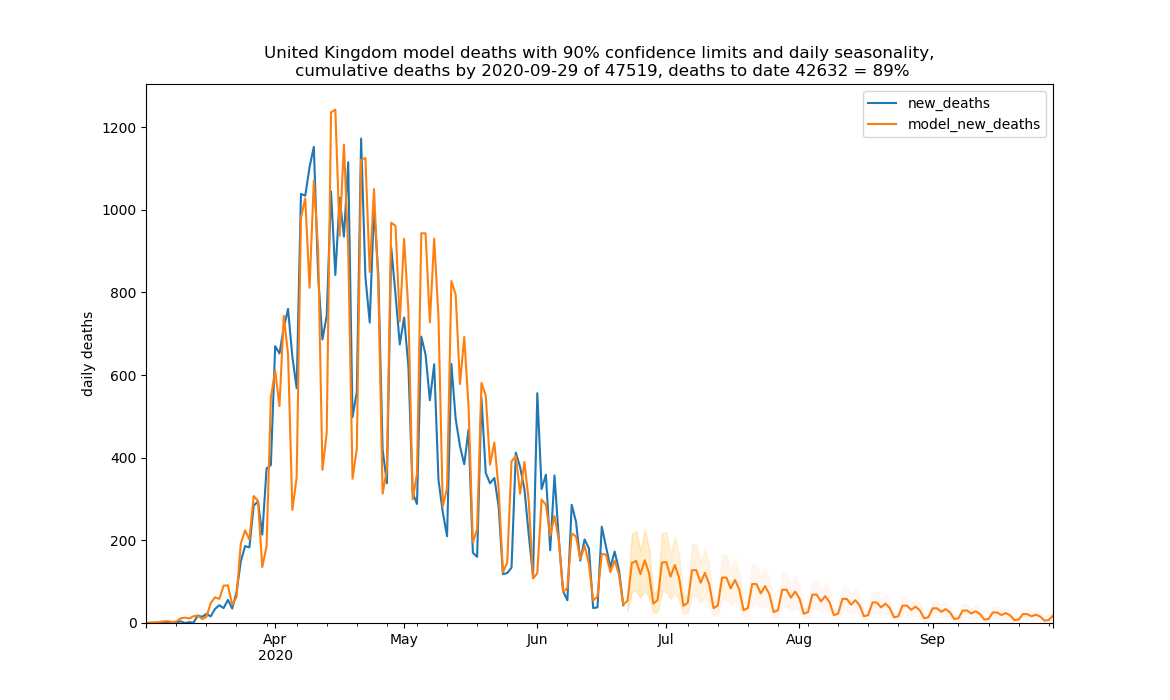 United Kingdom model deaths with 90% confidence limits and daily seasonality,
cumulative deaths by 2020-09-29 of 47519, deaths to date 42632 = 89%
new_deaths
model_new_deaths
1200
1000
800
600
400
200
0
daily deaths
Apr
2020
May
Jun
Jul
Aug
Sep